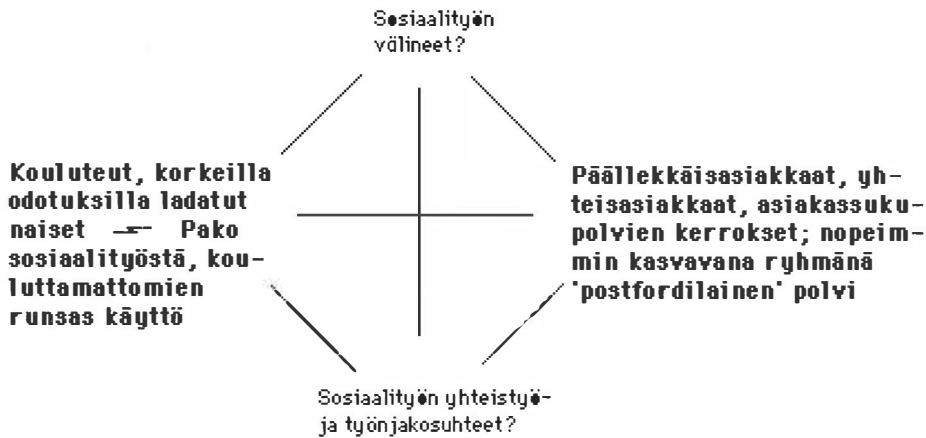 Sosiaalityön
välineet?
Kouluteut, korkeilla
odotuksilla ladatut
naiset — Pako
sosiaalityöstä, kou-
luttamattomien
runsas käyttö
Päällekkäisasiakkaat, yh-
teisasiakkaat, asiakassuku-
polvien kerrokset; nopeim-
min kasvavana ryhmänä
'postfordilainen' polvi
Sosiaalityön yhteistyö-
ja työnjakosuhteet?